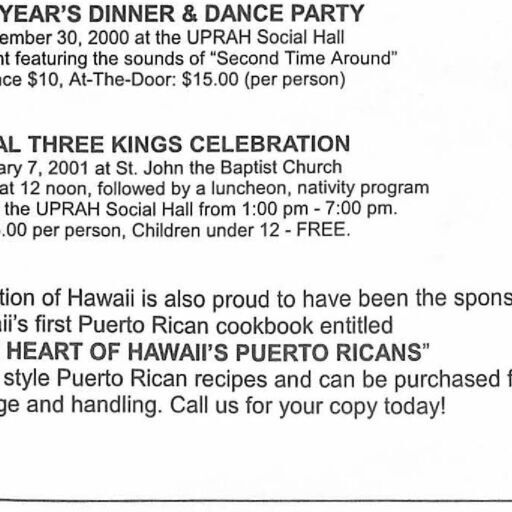 YEAR'S DINNER & DANCE PARTY
ember 30, 2000 at the UPRAH Social Hall
nt featuring the sounds of "Second Time Around"
nce $10, At-The-Door: $15.00 (per person)
AL THREE KINGS CELEBRATION
ary 7, 2001 at St. John the Baptist Church
at 12 noon, followed by a luncheon, nativity program
the UPRAH Social Hall from 1:00 pm - 7:00 pm.
.00 per person, Children under 12 - FREE.
tion of Hawaii is also proud to have been the spons
ii's first Puerto Rican cookbook entitled
HEART OF HAWAII'S PUERTO RICANS"
style Puerto Rican recipes and can be purchased f
ge and handling. Call us for your copy today!